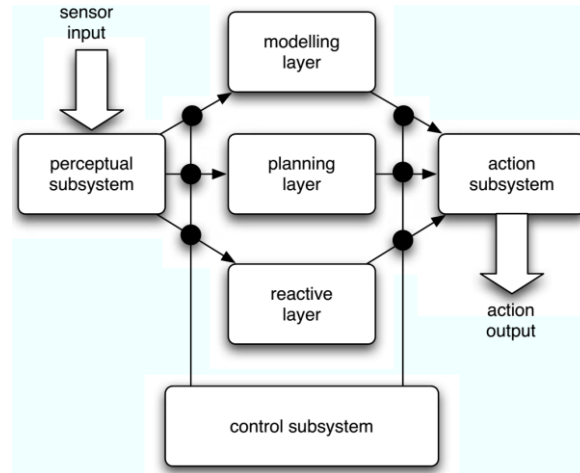 sensor
input
modelling
layer
perceptual
subsystem
planning
layer
action
subsystem
reactive
layer
action
output
control subsystem